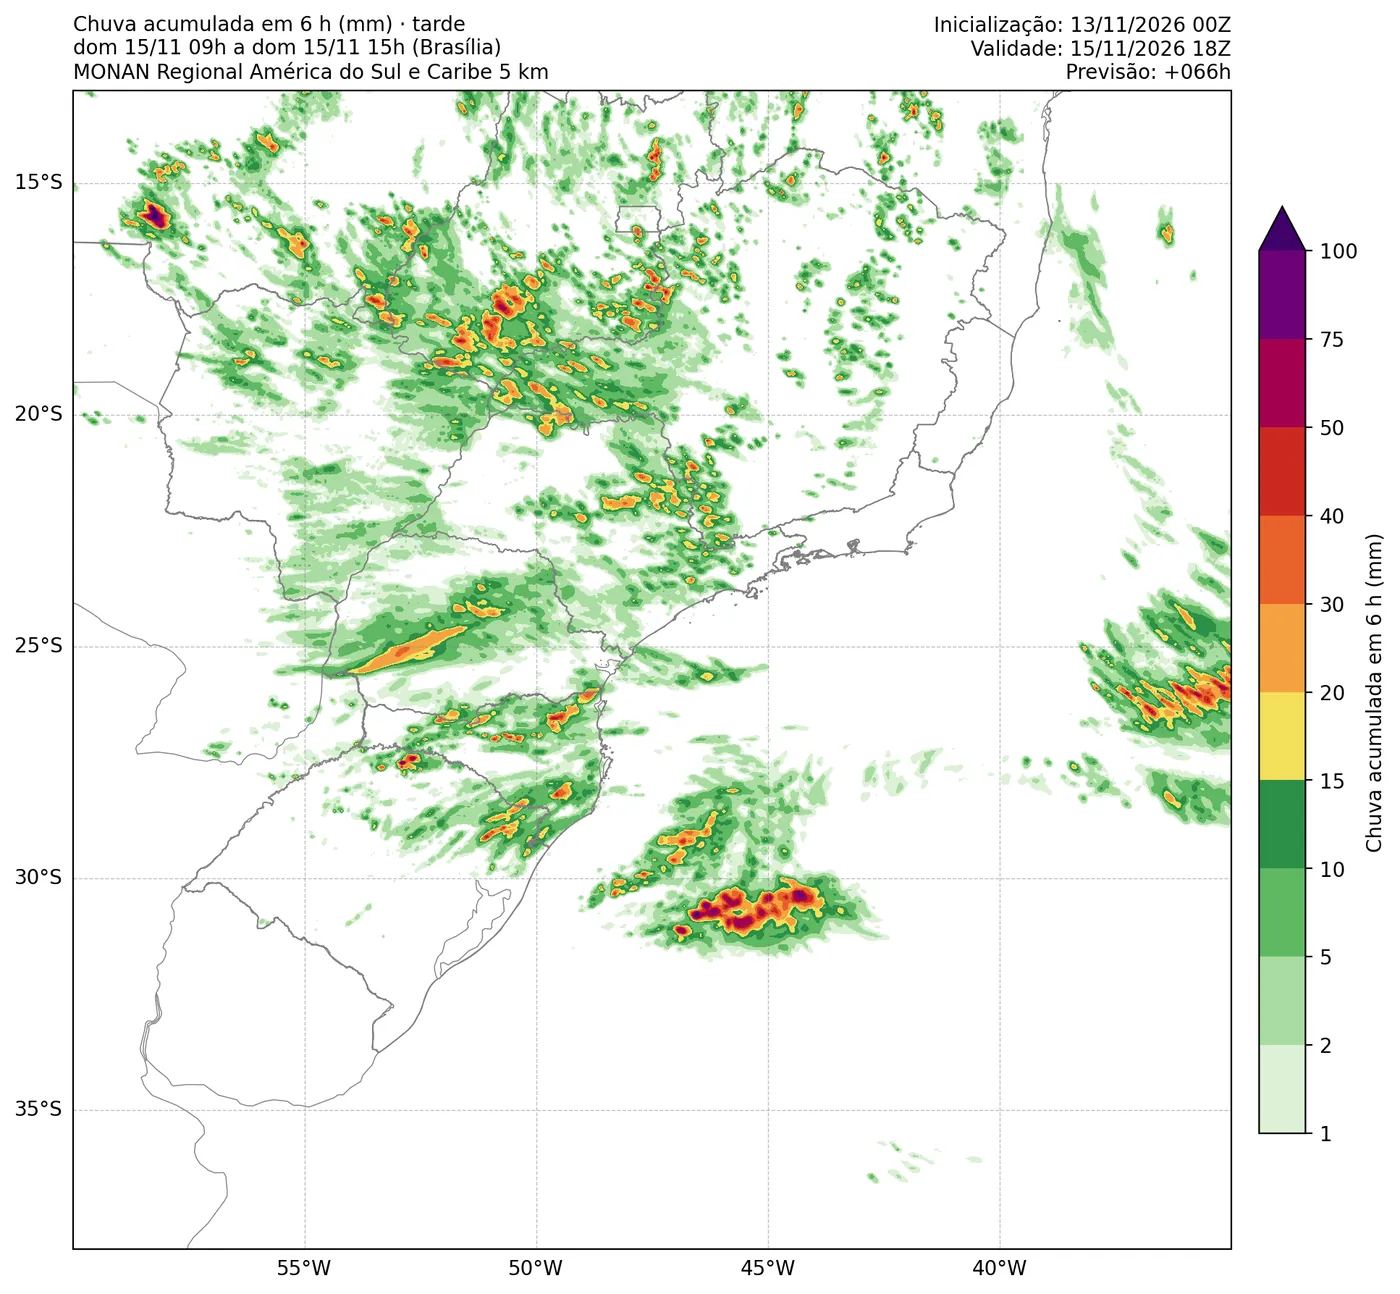 Chuva acumulada em 6 h (mm) · tarde
dom 15/11 09h a dom 15/11 15h (Brasília)
MONAN Regional América do Sul e Caribe 5 km
Inicialização: 13/11/2026 00Z
Validade: 15/11/2026 18Z
Previsão: +066h
15°S
20°S
25°S
30°S
35°S
55°W
50°W
45°W
40°W
100
75
50
40
30
20
15
10
5
2
1
Chuva acumulada em 6 h (mm)